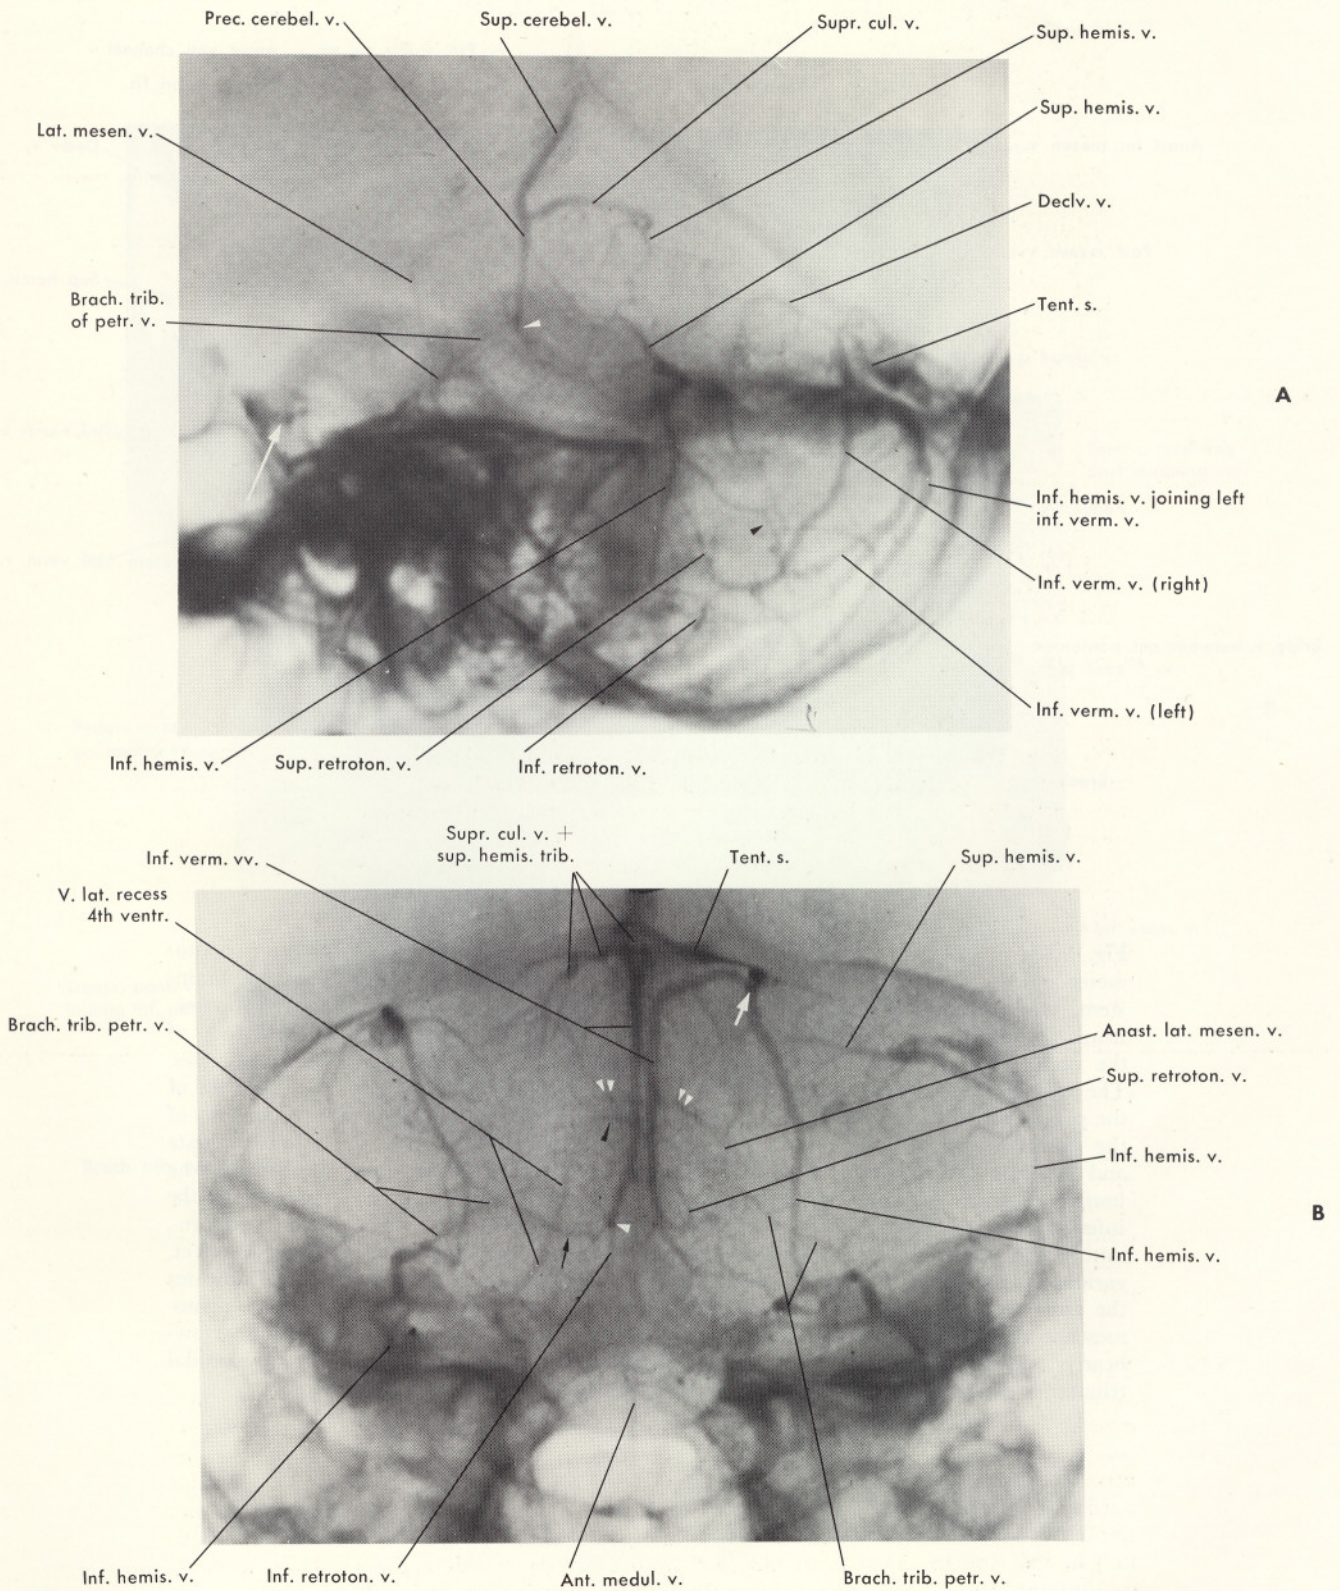 Prec. cerebel. v.
Sup. cerebel. v.
Supr. cul. v.
Sup. hemis. v.
Sup. hemis. v.
Lat. mesen. v.
Declv. v.
Brach. trib.
of petr. v.
Tent. s.
A
Inf. hemis. v. joining left
inf. verm. v.
Inf. verm. v. (right)
Inf. verm. v. (left)
Inf. hemis. v.
Sup. retroton. v.
Inf. retroton. v.
Supr. cul. v. +
sup. hemis. trib.
Inf. verm. vv.
Tent. s.
Sup. hemis. v.
V. lat. recess
4th ventr.
Brach. trib. petr. v.
Anast. lat. mesen. v.
Sup. retroton. v.
Inf. hemis. v.
B
Inf. hemis. v.
Inf. hemis. v.
Inf. retroton. v.
Ant. medul. v.
Brach. trib. petr. v.